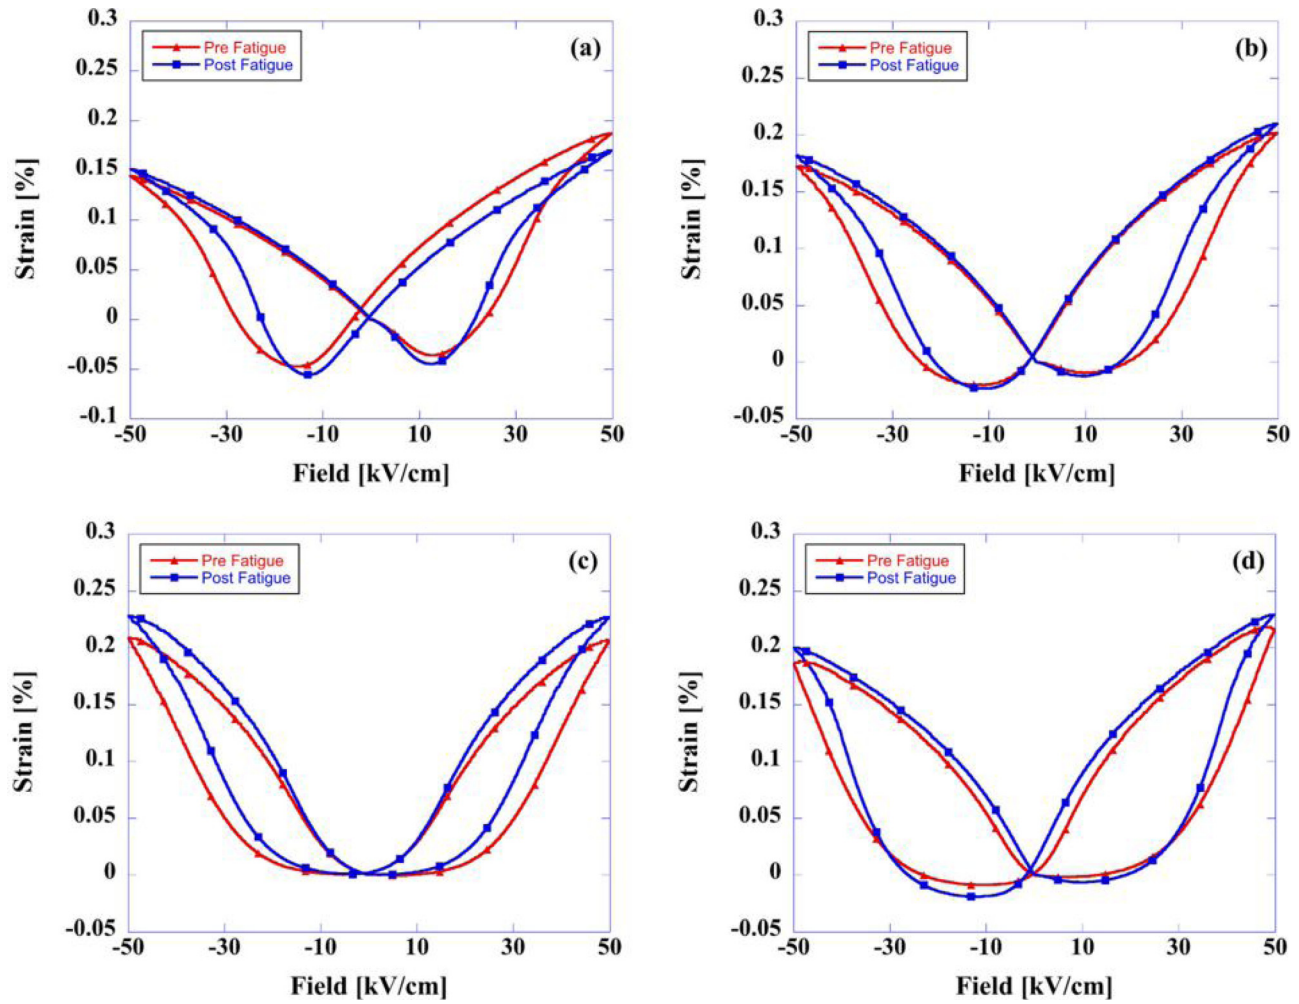 (a)
Pre Fatigue
Post Fatigue
0.3
0.25
0.2
0.15
0.1
0.05
0
-0.05
-0.1
Strain [%]
-50 -30 -10 10 30 50
Field [kV/cm]
(b)
Pre Fatigue
Post Fatigue
0.3
0.25
0.2
0.15
0.1
0.05
0
-0.05
Strain [%]
-50 -30 -10 10 30 50
Field [kV/cm]
(c)
Pre Fatigue
Post Fatigue
0.3
0.25
0.2
0.15
0.1
0.05
0
-0.05
Strain [%]
-50 -30 -10 10 30 50
Field [kV/cm]
(d)
Pre Fatigue
Post Fatigue
0.3
0.25
0.2
0.15
0.1
0.05
0
-0.05
Strain [%]
-50 -30 -10 10 30 50
Field [kV/cm]